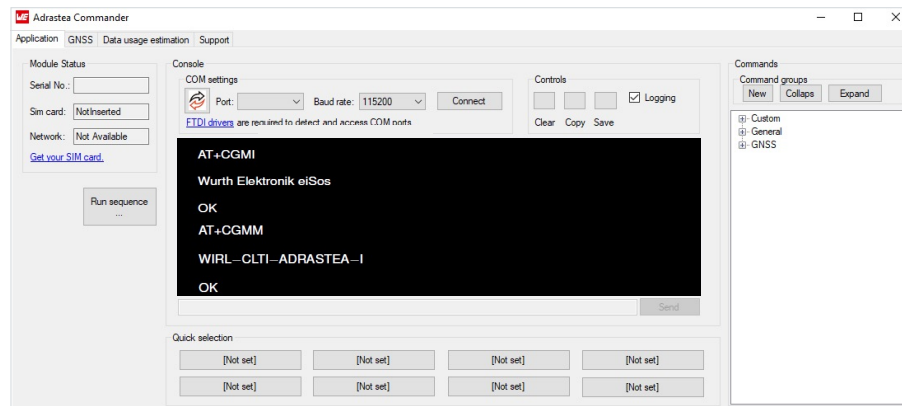 WE Adrastea Commander
Application GNSS Data usage estimation Support
Module Status
Serial No.:
Sim card: NotInserted
Network: Not Available
Get your SIM card.
Run sequence
...
Console
COM settings
Port: Baud rate: 115200 Connect
FTDI drivers are required to detect and access COM ports
Controls
Logging
Clear Copy Save
AT+CGMI
Wurth Elektronik eiSos
OK
AT+CGMM
WIRL–CLTI–ADRASTEA–I
OK
Send
Quick selection
[Not set] [Not set] [Not set] [Not set]
[Not set] [Not set] [Not set] [Not set]
Commands
Command groups
New Collaps Expand
Custom
General
GNSS